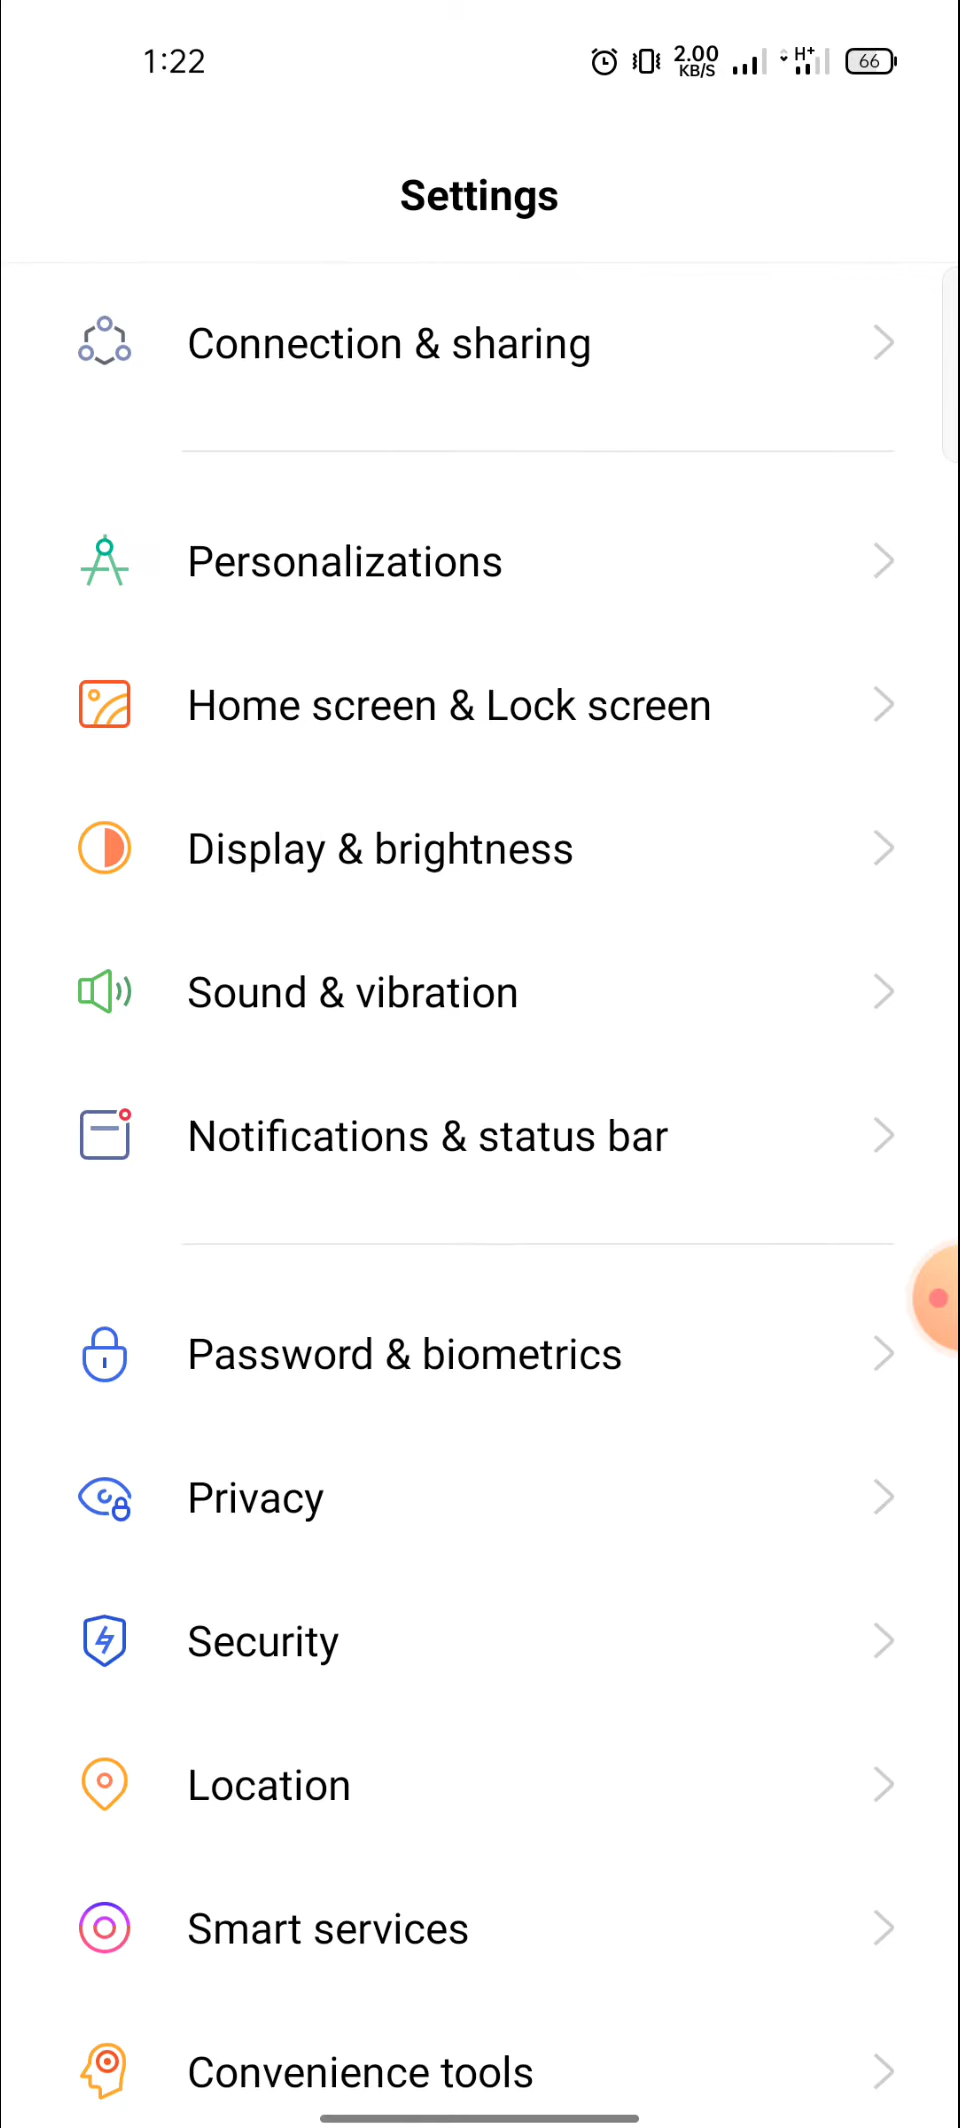 1:22
2.00
KB/S
H+
66
Settings
Connection & sharing
Personalizations
Home screen & Lock screen
Display & brightness
Sound & vibration
Notifications & status bar
Password & biometrics
Privacy
Security
Location
Smart services
Convenience tools